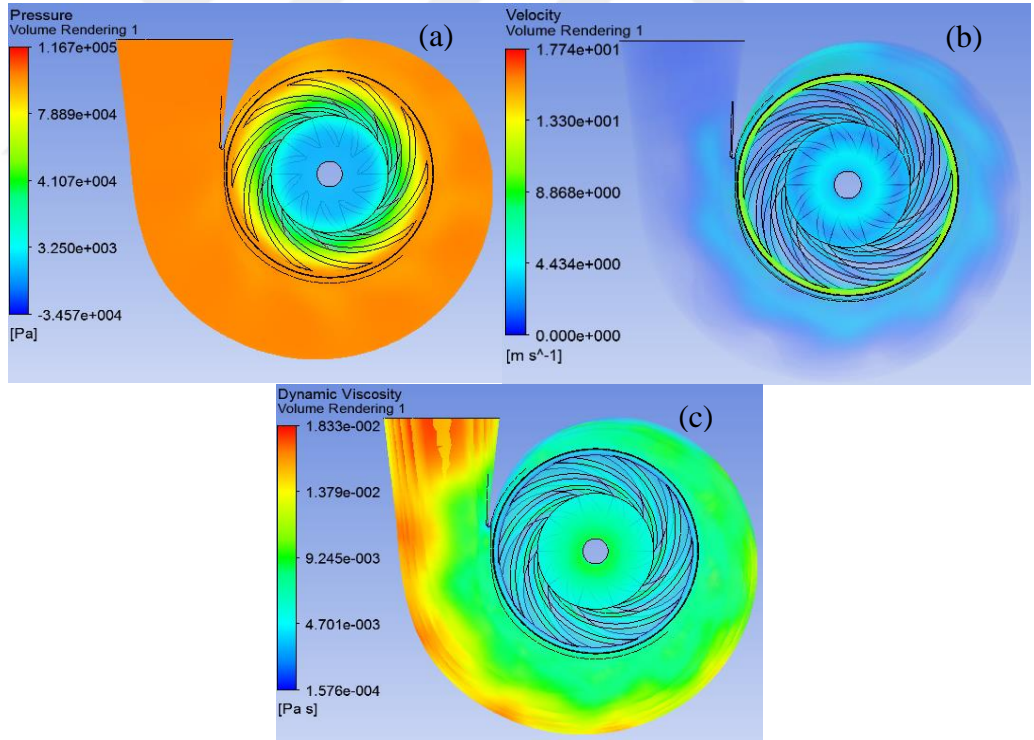 Pressure
Volume Rendering 1
(a)
1.167e+005
7.889e+004
4.107e+004
3.250e+003
-3.457e+004
[Pa]
Velocity
Volume Rendering 1
(b)
1.774e+001
1.330e+001
8.868e+000
4.434e+000
0.000e+000
[m s^-1]
Dynamic Viscosity
Volume Rendering 1
(c)
1.833e-002
1.379e-002
9.245e-003
4.701e-003
1.576e-004
[Pa s]